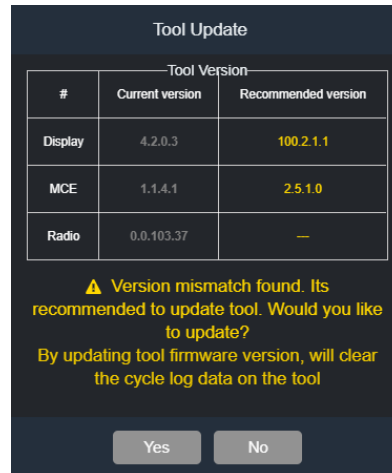 Tool Update
Tool Version
# Current version Recommended version
Display 4.2.0.3 100.2.1.1
MCE 1.1.4.1 2.5.1.0
Radio 0.0.103.37 ---
Version mismatch found. Its
recommended to update tool. Would you like
to update?
By updating tool firmware version, will clear
the cycle log data on the tool
Yes No